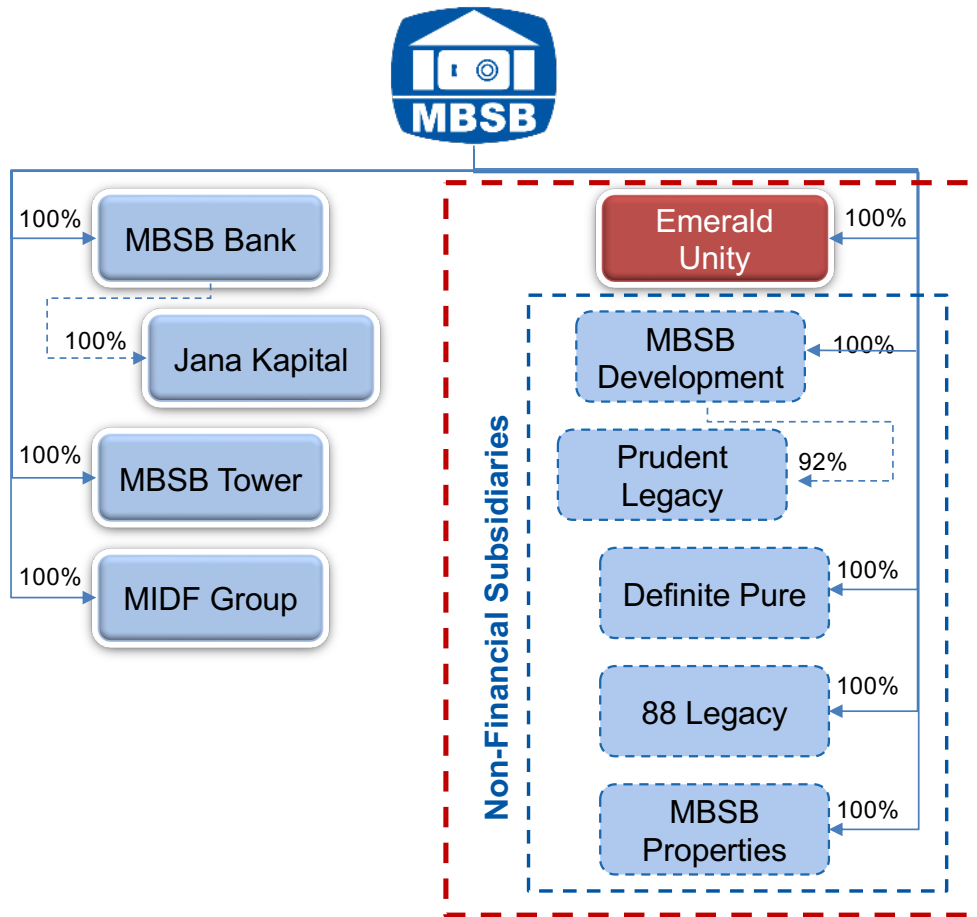 MBSB
100%
MBSB Bank
100%
Jana Kapital
100%
MBSB Tower
100%
MIDF Group
Non-Financial Subsidiaries
Emerald
Unity
100%
MBSB
Development
100%
Prudent
Legacy
92%
Definite Pure
100%
88 Legacy
100%
MBSB
Properties
100%